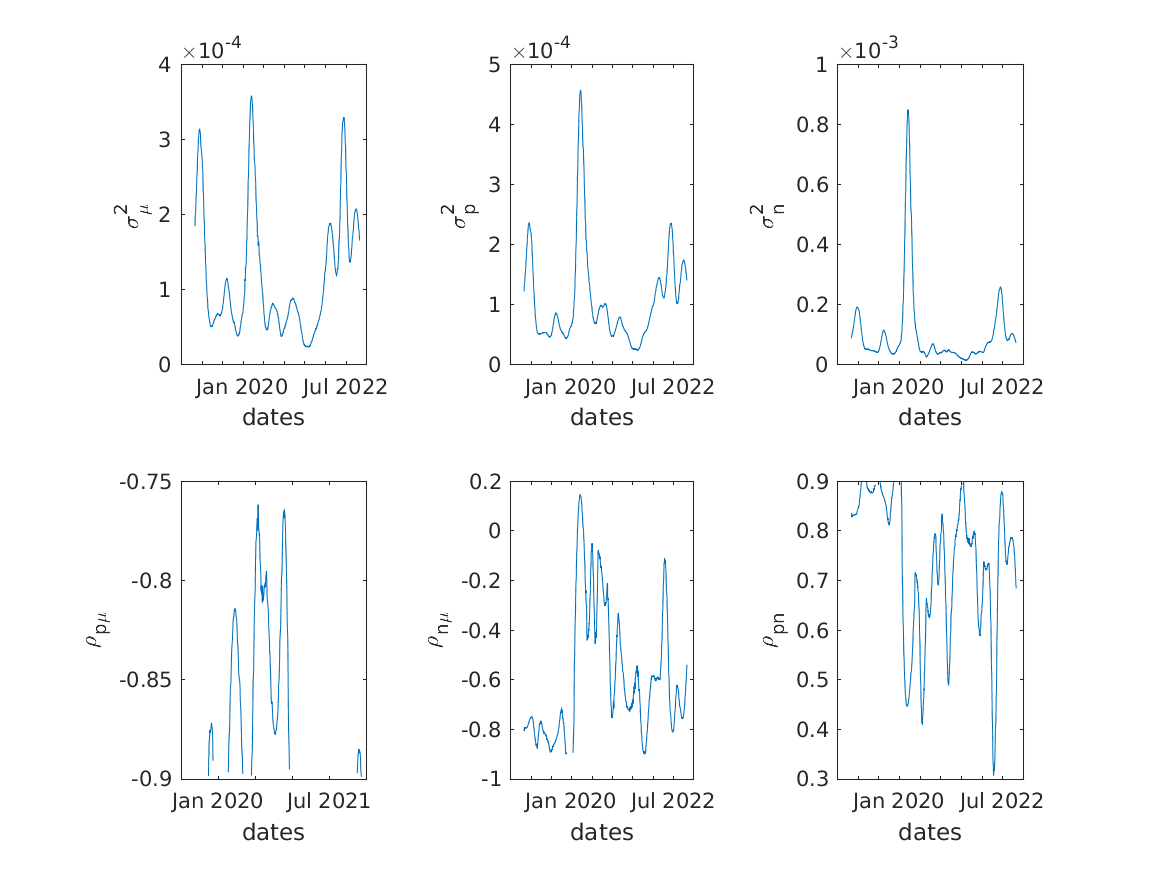 ×10⁻⁴
4
3
2
1
0
σ²_μ
Jan 2020 Jul 2022
dates
×10⁻⁴
5
4
3
2
1
0
σ²_p
Jan 2020 Jul 2022
dates
×10⁻³
1
0.8
0.6
0.4
0.2
0
σ²_n
Jan 2020 Jul 2022
dates
-0.75
-0.8
-0.85
-0.9
ρ_pμ
Jan 2020 Jul 2021
dates
0.2
0
-0.2
-0.4
-0.6
-0.8
-1
ρ_nμ
Jan 2020 Jul 2022
dates
0.9
0.8
0.7
0.6
0.5
0.4
0.3
ρ_pn
Jan 2020 Jul 2022
dates